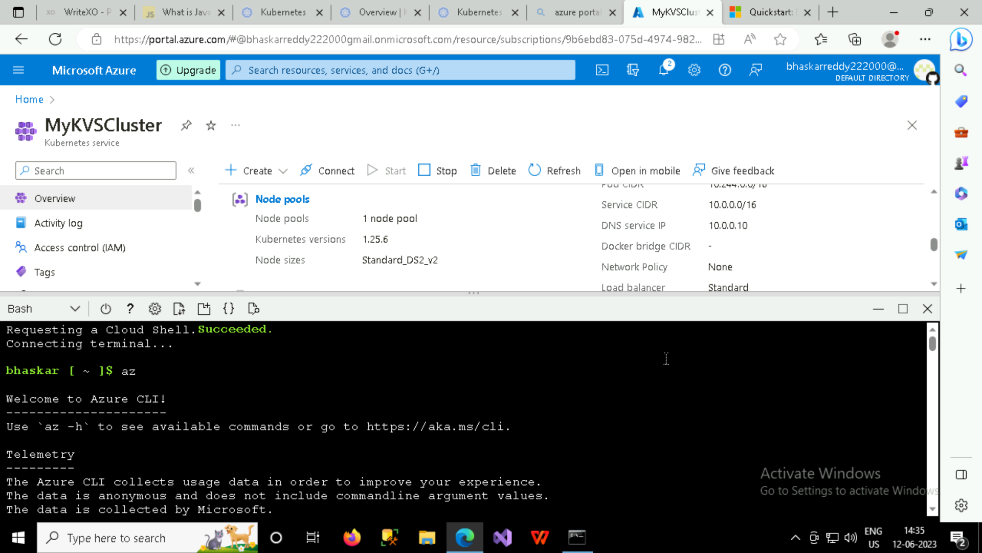 WriteXO - P
What is Java
Kubernetes
Overview |
Kubernetes
azure portal
MyKVSClus
Quickstart:
https://portal.azure.com/#@bhaskarreddy222000gmail.onmicrosoft.com/resource/subscriptions/9b6ebd83-075d-4974-982...
Microsoft Azure
Upgrade
Search resources, services, and docs (G+/)
2
bhaskarreddy222000@...
DEFAULT DIRECTORY
Home
MyKVSCluster
...
Kubernetes service
Search
«
Create
Connect
Start
Stop
Delete
Refresh
Open in mobile
Give feedback
Overview
Activity log
Access control (IAM)
Tags
Node pools
Node pools 1 node pool
Kubernetes versions 1.25.6
Node sizes Standard_DS2_v2
Pod CIDR 10.244.0.0/16
Service CIDR 10.0.0.0/16
DNS service IP 10.0.0.10
Docker bridge CIDR -
Network Policy None
Load balancer Standard
Bash
?
{}
Requesting a Cloud Shell.Succeeded.
Connecting terminal...
bhaskar [ ~ ]$ az
Welcome to Azure CLI!
---------------------
Use `az -h` to see available commands or go to https://aka.ms/cli.
Telemetry
---------
The Azure CLI collects usage data in order to improve your experience.
The data is anonymous and does not include commandline argument values.
The data is collected by Microsoft.
Activate Windows
Go to Settings to activate Windows
Type here to search
ENG
US
14:35
12-06-2023
2